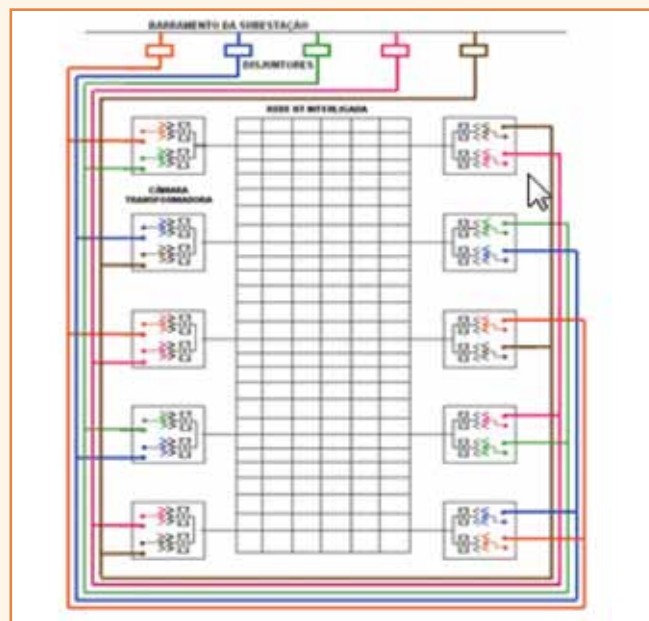 BARRAMENTO DA SUBESTAÇÃO
DISJUNTORES
REDE BT INTERLIGADA
CÂMARA
TRANSFORMADORA